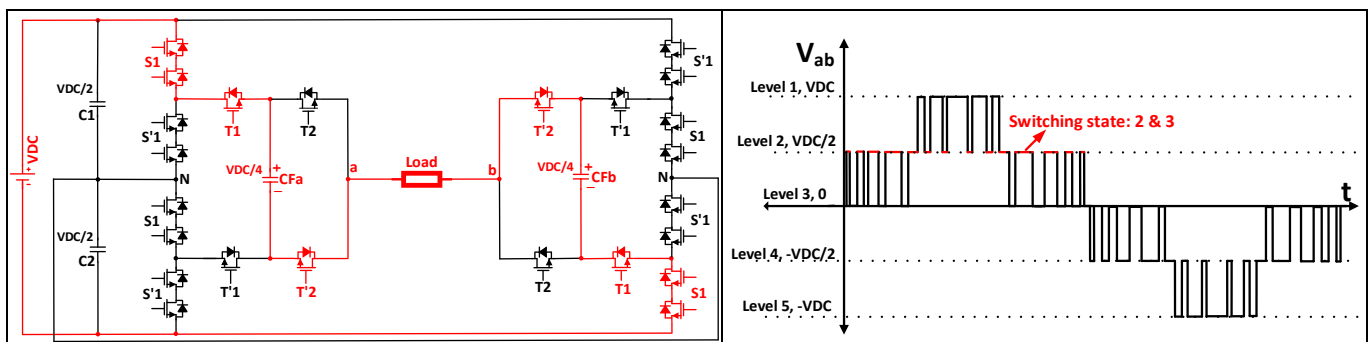 S1
S'1
VDC/2
C1
T1
T2
T'2
T'1
VDC
S'1
S1
VDC/4
+
CFa
−
a
Load
b
VDC/4
+
CFb
−
N
N
S1
S'1
VDC/2
C2
T'1
T'2
T2
T1
S'1
S1
Vab
Level 1, VDC
Switching state: 2 & 3
Level 2, VDC/2
Level 3, 0
t
Level 4, -VDC/2
Level 5, -VDC